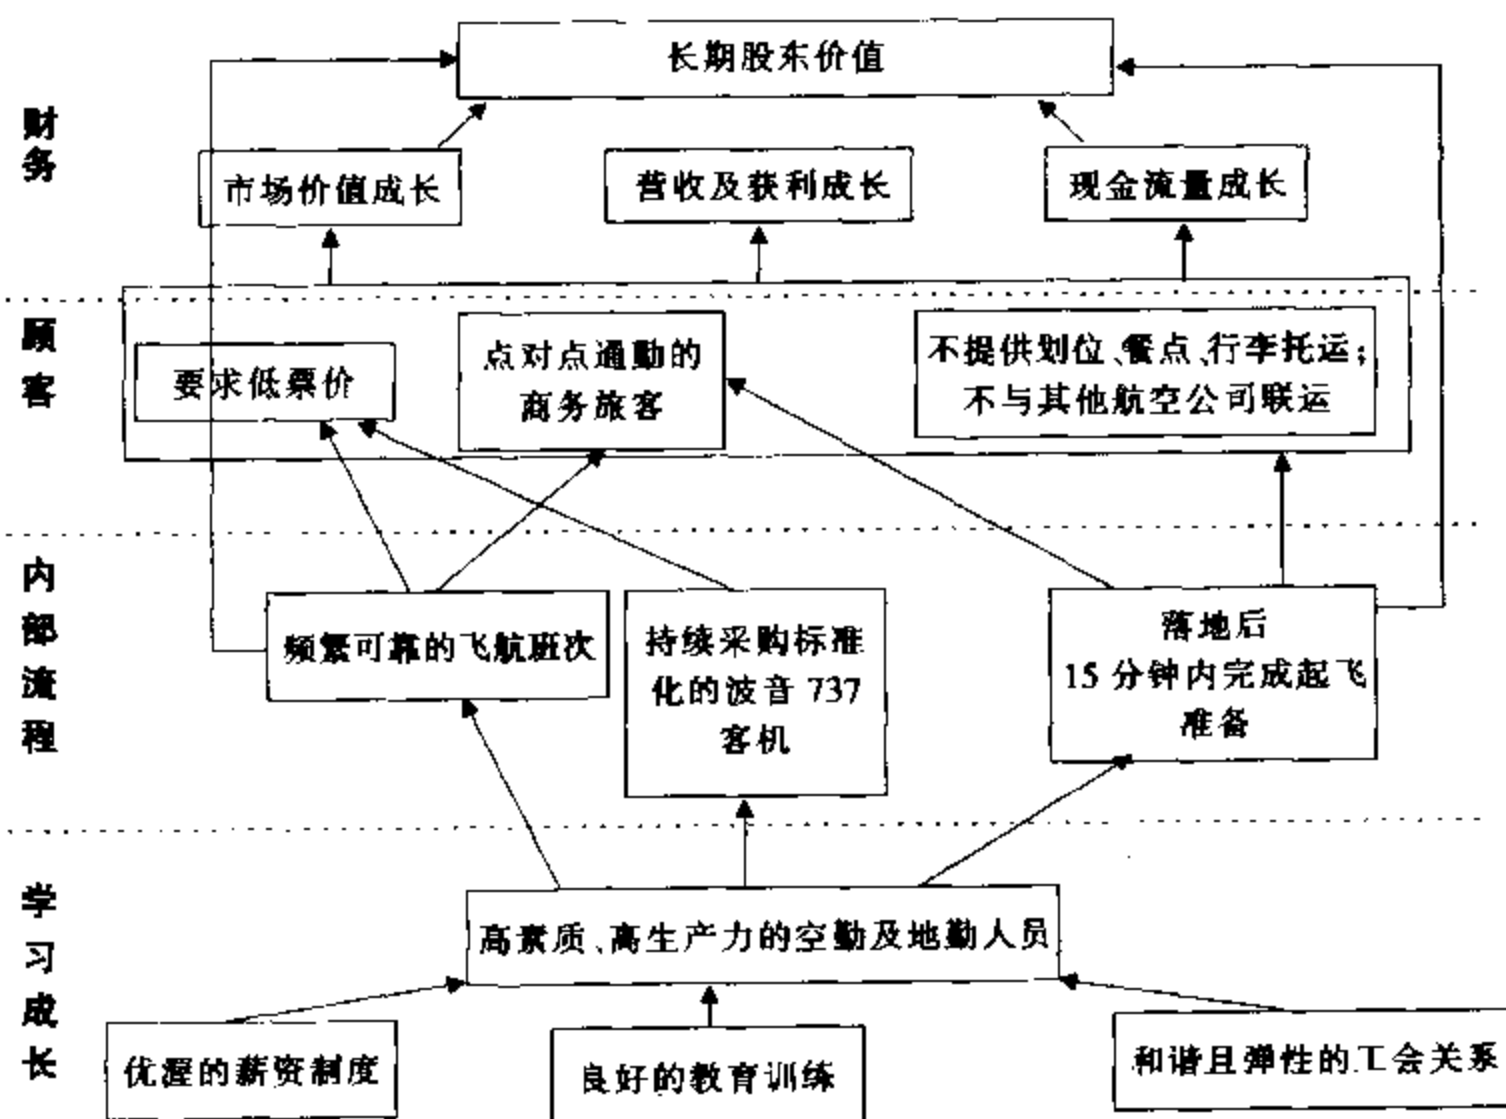 长期股东价值
财务
市场价值成长
营收及获利成长
现金流量成长
顾客
要求低票价
点对点通勤的
商务旅客
不提供划位、餐点、行李托运；
不与其他航空公司联运
内部流程
频繁可靠的飞航班次
持续采购标准
化的波音 737
客机
落地后
15 分钟内完成起飞
准备
学习成长
高素质、高生产力的空勤及地勤人员
优渥的薪资制度
良好的教育训练
和谐且弹性的工会关系